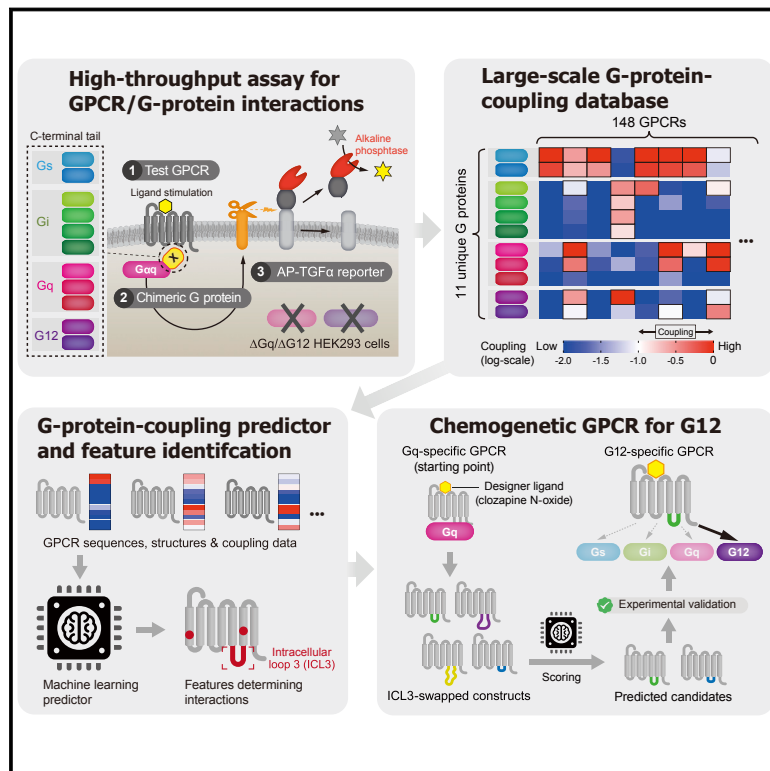 High-throughput assay for
GPCR/G-protein interactions
C-terminal tail
Gs
Gi
Gq
G12
1 Test GPCR
Ligand stimulation
Alkaline
phosphtase
Gαq
2 Chimeric G protein
3 AP-TGFα reporter
ΔGq/ΔG12 HEK293 cells
Large-scale G-protein-
coupling database
148 GPCRs
11 unique G proteins
...
Coupling
Coupling
(log-scale)
Low
High
-2.0
-1.5
-1.0
-0.5
0
G-protein-coupling predictor
and feature identifcation
...
GPCR sequences, structures & coupling data
Machine learning
predictor
Intracellular
loop 3 (ICL3)
Features determining
interactions
Chemogenetic GPCR for G12
Gq-specific GPCR
(starting point)
Designer ligand
(clozapine N-oxide)
Gq
ICL3-swapped constructs
Scoring
G12-specific GPCR
Gs
Gi
Gq
G12
Experimental validation
Predicted candidates